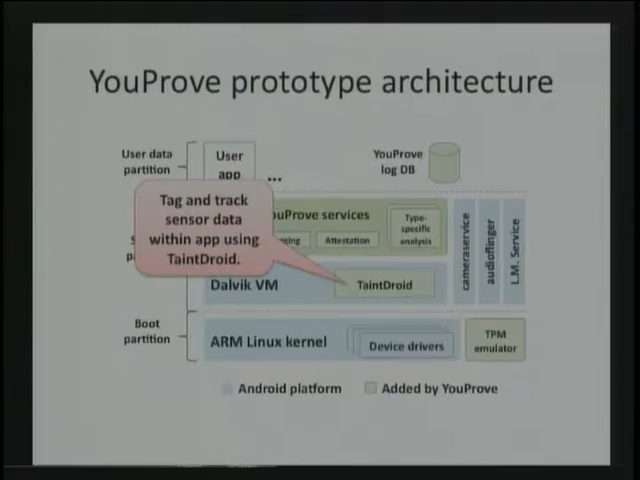 YouProve prototype architecture
User data
partition
User
app
...
YouProve
log DB
Tag and track
sensor data
within app using
TaintDroid.
uProve services
Attestation
Type-
specific
analysis
cameraservice
audioflinger
L.M. Service
Dalvik VM
TaintDroid
Boot
partition
ARM Linux kernel
Device drivers
TPM
emulator
Android platform
Added by YouProve